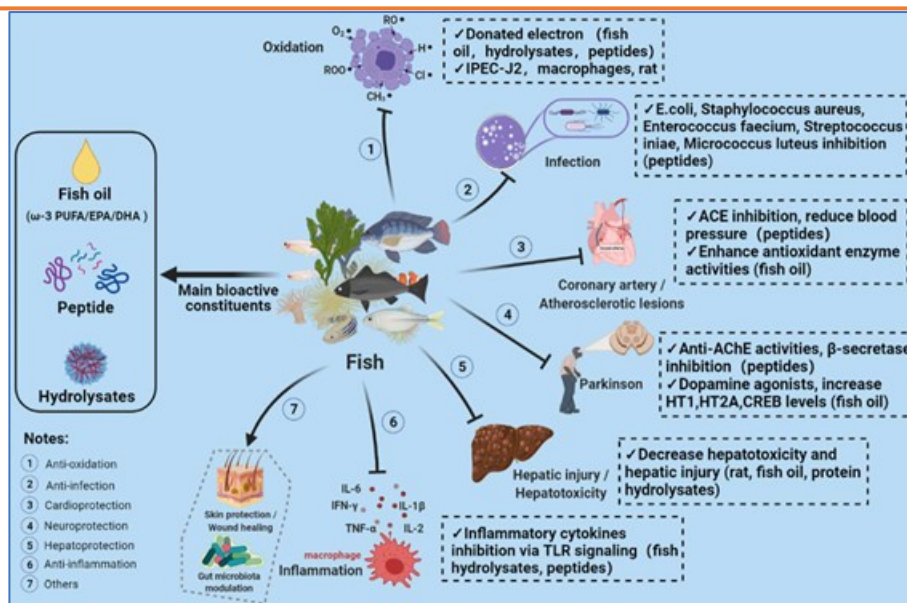 Oxidation
O₂•
RO•
H•
ROO•
Cl•
CH₃•
✓Donated electron (fish
oil, hydrolysates, peptides)
✓IPEC-J2, macrophages, rat
1
Infection
✓E.coli, Staphylococcus aureus,
Enterococcus faecium, Streptococcus
iniae, Micrococcus luteus inhibition
(peptides)
2
Fish oil
(ω-3 PUFA/EPA/DHA )
Peptide
Hydrolysates
Main bioactive
constituents
Fish
3
Coronary artery /
Atherosclerotic lesions
✓ACE inhibition, reduce blood
pressure (peptides)
✓Enhance antioxidant enzyme
activities (fish oil)
4
Parkinson
✓Anti-AChE activities, β-secretase
inhibition (peptides)
✓Dopamine agonists, increase
HT1,HT2A,CREB levels (fish oil)
5
Hepatic injury /
Hepatotoxicity
✓Decrease hepatotoxicity and
hepatic injury (rat, fish oil, protein
hydrolysates)
6
IL-6
IFN-γ
IL-1β
TNF-α
IL-2
macrophage
Inflammation
✓Inflammatory cytokines
inhibition via TLR signaling (fish
hydrolysates, peptides)
7
Skin protection /
Wound healing
Gut microbiota
modulation
Notes:
1 Anti-oxidation
2 Anti-infection
3 Cardioprotection
4 Neuroprotection
5 Hepatoprotection
6 Anti-inflammation
7 Others